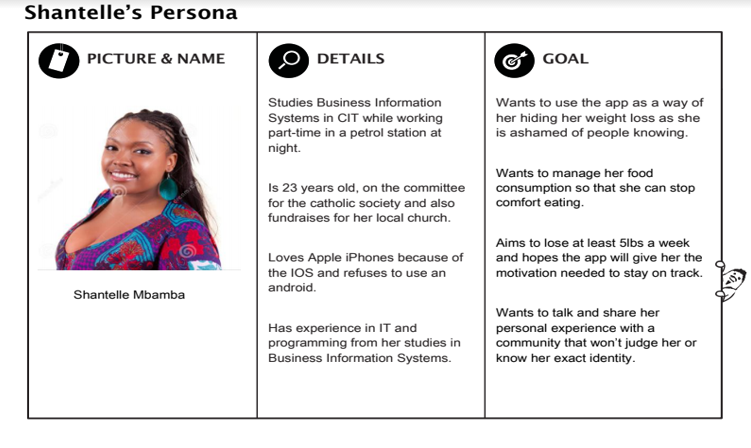 Shantelle's Persona
PICTURE & NAME
Shantelle Mbamba
DETAILS
Studies Business Information
Systems in CIT while working
part-time in a petrol station at
night.
Is 23 years old, on the committee
for the catholic society and also
fundraises for her local church.
Loves Apple iPhones because of
the IOS and refuses to use an
android.
Has experience in IT and
programming from her studies in
Business Information Systems.
GOAL
Wants to use the app as a way of
her hiding her weight loss as she
is ashamed of people knowing.
Wants to manage her food
consumption so that she can stop
comfort eating.
Aims to lose at least 5lbs a week
and hopes the app will give her the
motivation needed to stay on track.
Wants to talk and share her
personal experience with a
community that won't judge her or
know her exact identity.